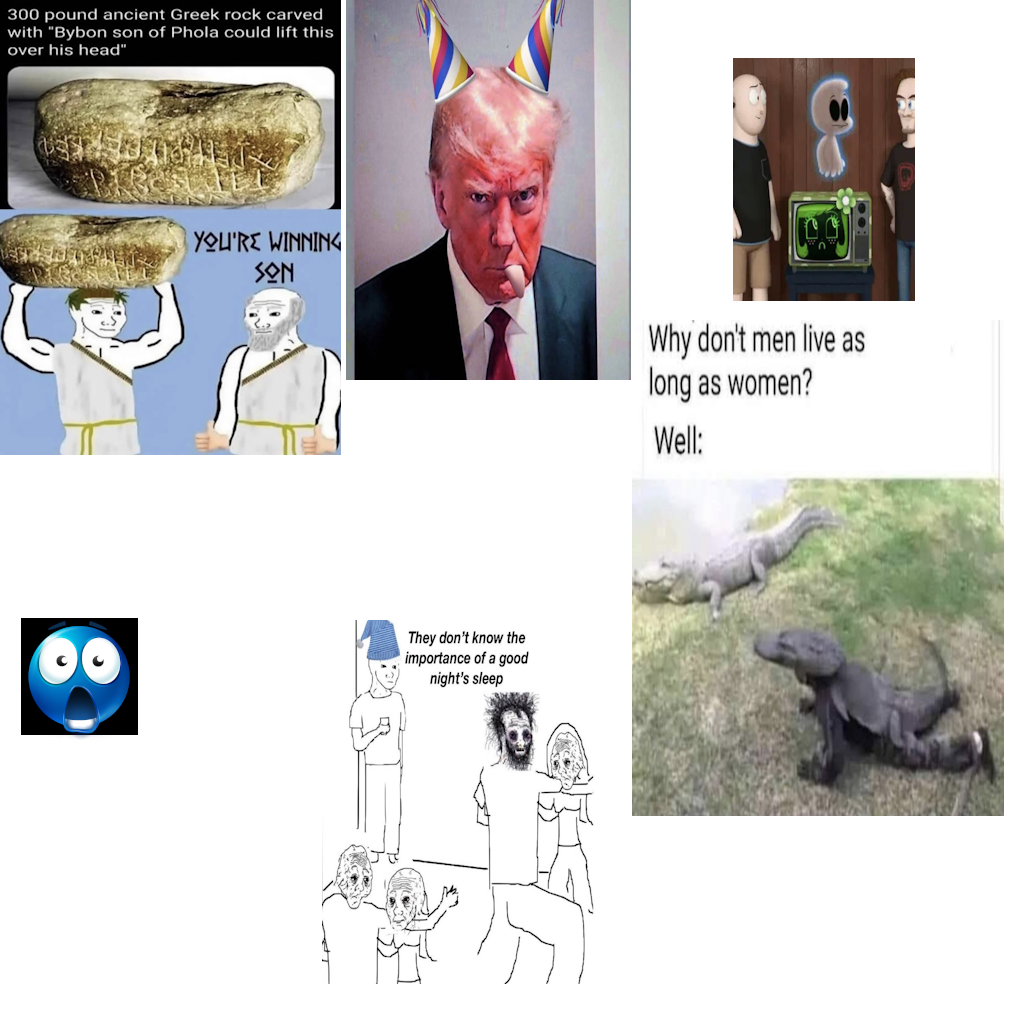 300 pound ancient Greek rock carved
with "Bybon son of Phola could lift this
over his head"
YOU'RE WINNING
SON
Why don't men live as
long as women?
Well:
They don't know the
importance of a good
night's sleep